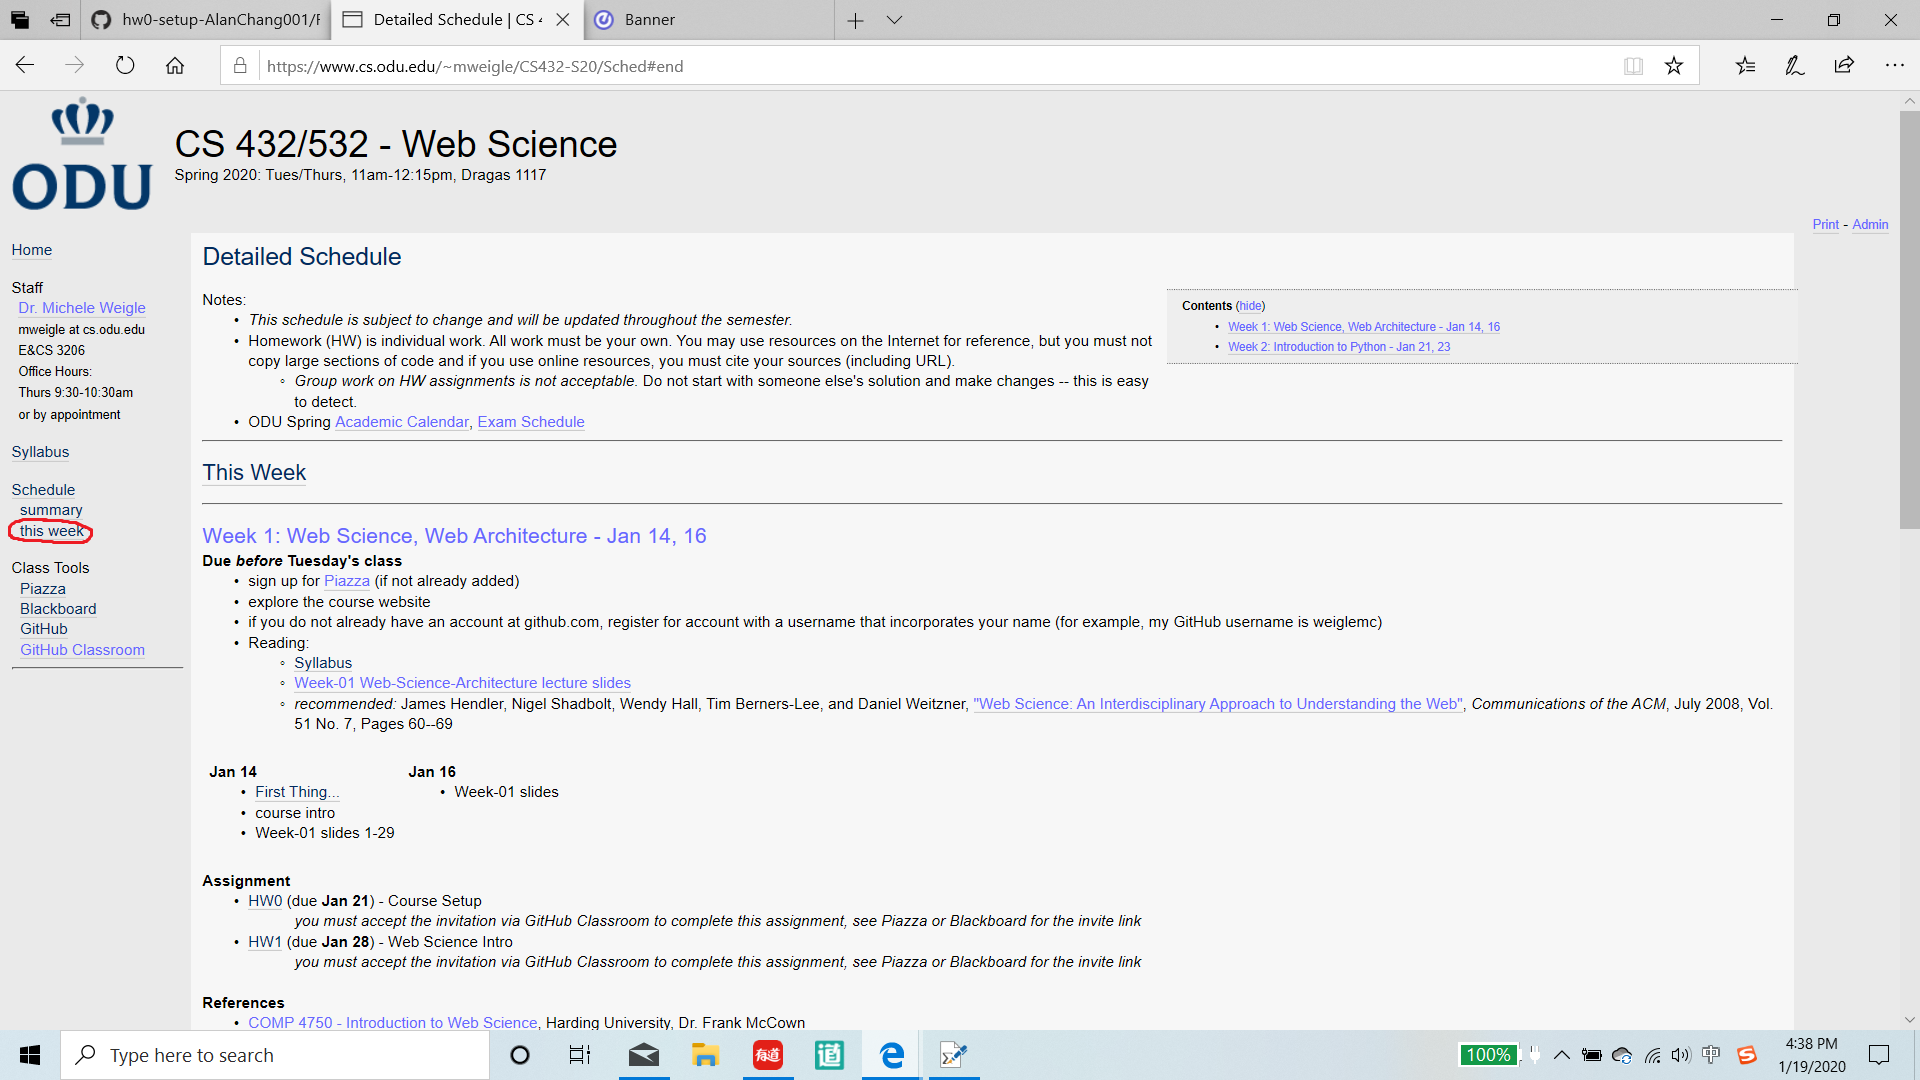 hw0-setup-AlanChang001/
Detailed Schedule | CS 4
Banner
https://www.cs.odu.edu/~mweigle/CS432-S20/Sched#end
ODU
CS 432/532 - Web Science
Spring 2020: Tues/Thurs, 11am-12:15pm, Dragas 1117
Print - Admin
Home
Staff
Dr. Michele Weigle
mweigle at cs.odu.edu
E&CS 3206
Office Hours:
Thurs 9:30-10:30am
or by appointment
Syllabus
Schedule
summary
this week
Class Tools
Piazza
Blackboard
GitHub
GitHub Classroom
Detailed Schedule
Notes:
• This schedule is subject to change and will be updated throughout the semester.
• Homework (HW) is individual work. All work must be your own. You may use resources on the Internet for reference, but you must not
copy large sections of code and if you use online resources, you must cite your sources (including URL).
◦ Group work on HW assignments is not acceptable. Do not start with someone else's solution and make changes -- this is easy
to detect.
• ODU Spring Academic Calendar, Exam Schedule
Contents (hide)
• Week 1: Web Science, Web Architecture - Jan 14, 16
• Week 2: Introduction to Python - Jan 21, 23
This Week
Week 1: Web Science, Web Architecture - Jan 14, 16
Due before Tuesday's class
• sign up for Piazza (if not already added)
• explore the course website
• if you do not already have an account at github.com, register for account with a username that incorporates your name (for example, my GitHub username is weiglemc)
• Reading:
◦ Syllabus
◦ Week-01 Web-Science-Architecture lecture slides
◦ recommended: James Hendler, Nigel Shadbolt, Wendy Hall, Tim Berners-Lee, and Daniel Weitzner, "Web Science: An Interdisciplinary Approach to Understanding the Web", Communications of the ACM, July 2008, Vol.
51 No. 7, Pages 60--69
Jan 14
• First Thing...
• course intro
• Week-01 slides 1-29
Jan 16
• Week-01 slides
Assignment
• HW0 (due Jan 21) - Course Setup
you must accept the invitation via GitHub Classroom to complete this assignment, see Piazza or Blackboard for the invite link
• HW1 (due Jan 28) - Web Science Intro
you must accept the invitation via GitHub Classroom to complete this assignment, see Piazza or Blackboard for the invite link
References
• COMP 4750 - Introduction to Web Science, Harding University, Dr. Frank McCown
Type here to search
有道
道
100%
中
S
4:38 PM
1/19/2020